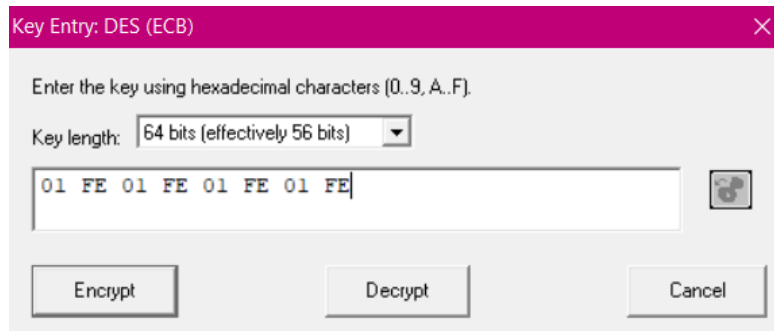 Key Entry: DES (ECB)
Enter the key using hexadecimal characters (0..9, A..F).
Key length: 64 bits (effectively 56 bits)
01 FE 01 FE 01 FE 01 FE
Encrypt Decrypt Cancel